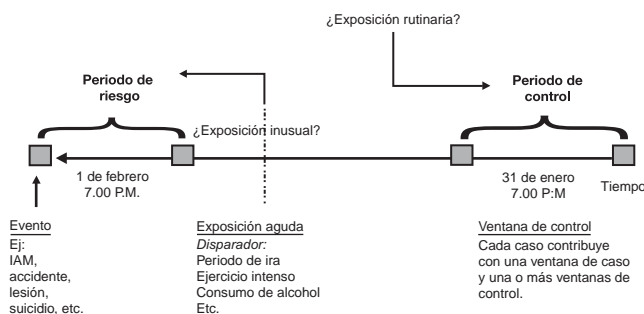 ¿Exposición rutinaria?
Periodo de
riesgo
Periodo de
control
¿Exposición inusual?
1 de febrero
7.00 P.M.
31 de enero
7.00 P:M
Tiempo
Evento
Ej:
IAM,
accidente,
lesión,
suicidio, etc.
Exposición aguda
Disparador:
Periodo de ira
Ejercicio intenso
Consumo de alcohol
Etc.
Ventana de control
Cada caso contribuye
con una ventana de caso
y una o más ventanas de
control.